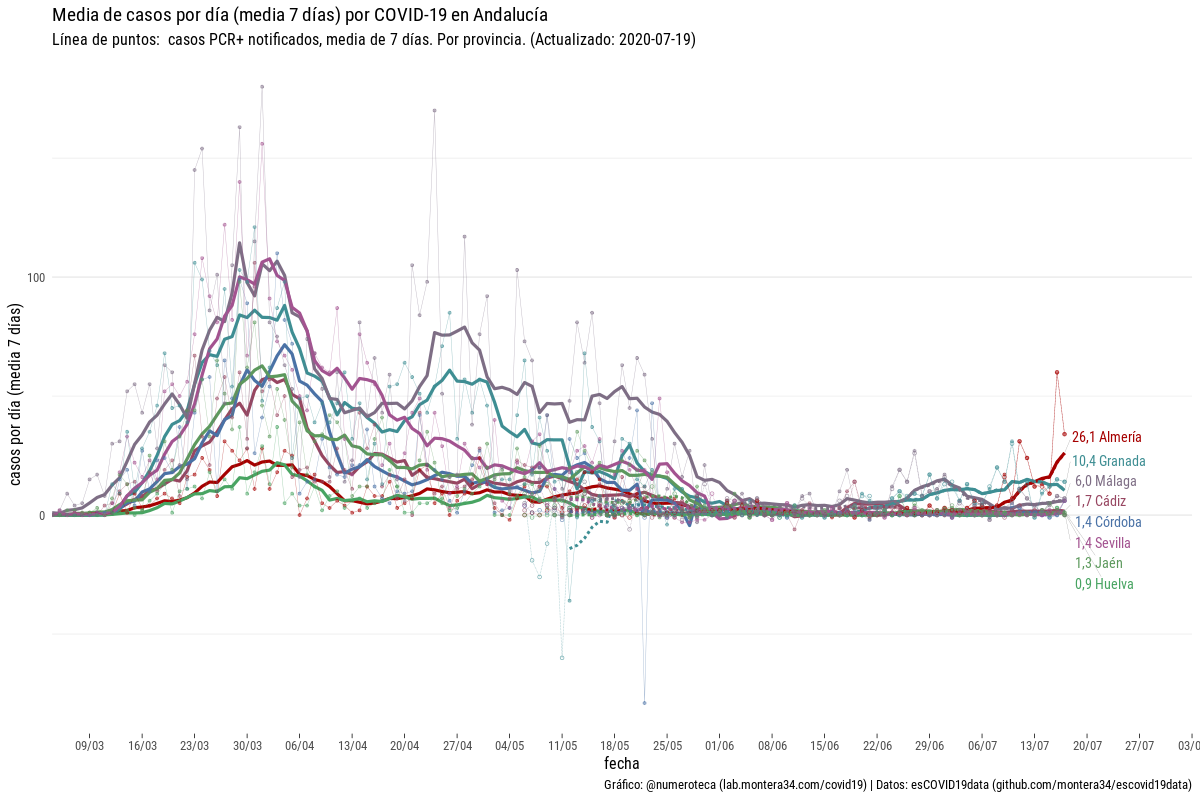 Media de casos por día (media 7 días) por COVID-19 en Andalucía
Línea de puntos:  casos PCR+ notificados, media de 7 días. Por provincia. (Actualizado: 2020-07-19)
casos por día (media 7 días)
100
0
26,1 Almería
10,4 Granada
6,0 Málaga
1,7 Cádiz
1,4 Córdoba
1,4 Sevilla
1,3 Jaén
0,9 Huelva
09/03 16/03 23/03 30/03 06/04 13/04 20/04 27/04 04/05 11/05 18/05 25/05 01/06 08/06 15/06 22/06 29/06 06/07 13/07 20/07 27/07 03/0
fecha
Gráfico: @numeroteca (lab.montera34.com/covid19) | Datos: esCOVID19data (github.com/montera34/escovid19data)